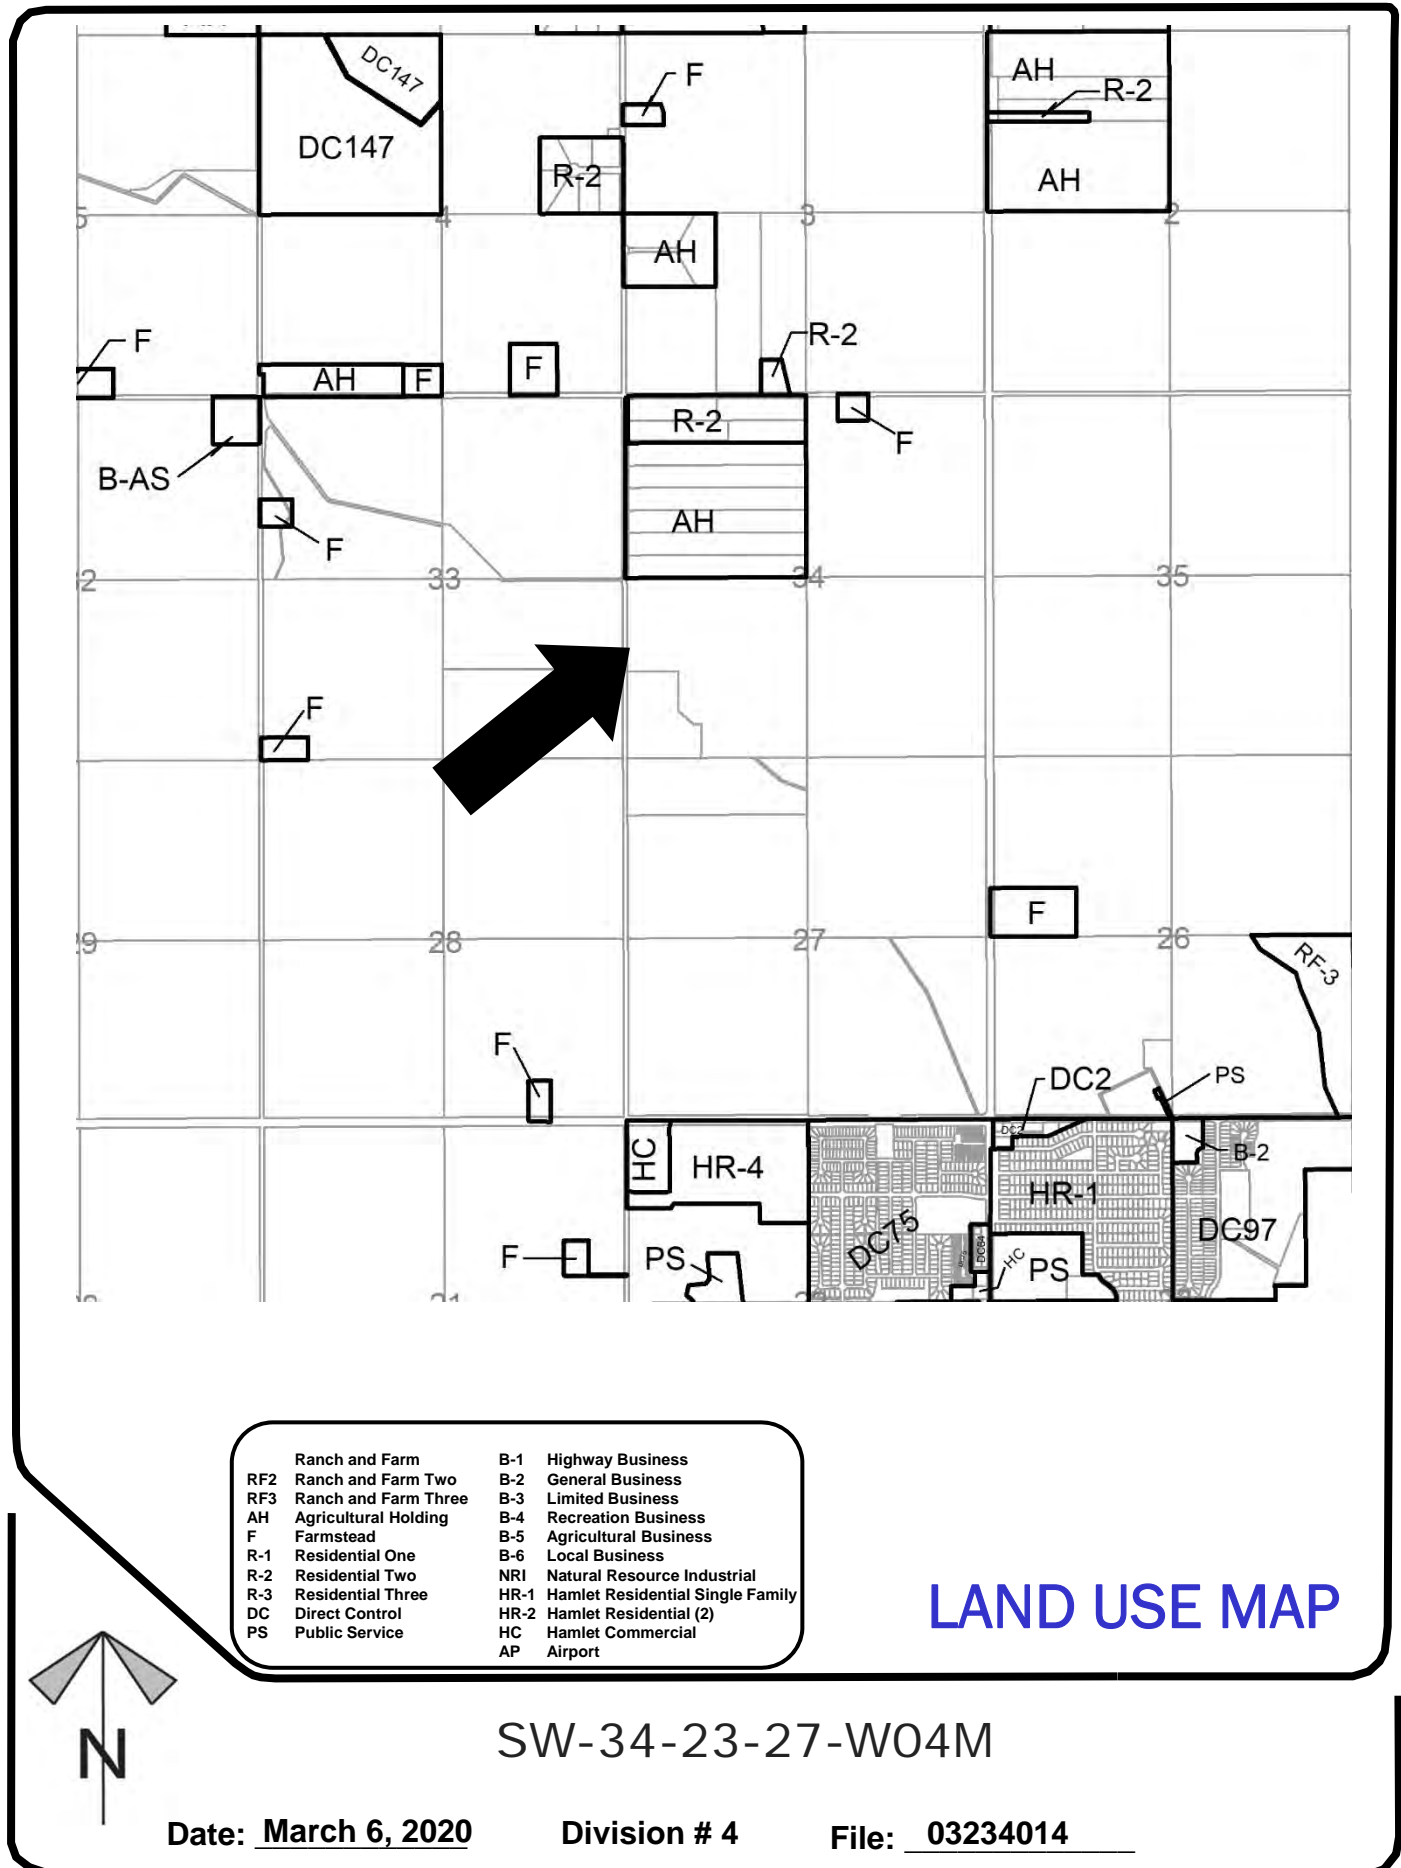 DC147
F
AH
R-2
DC147
R-2
AH
4
3
2
AH
F
R-2
AH
F
F
R-2
F
B-AS
AH
F
33
34
35
F
F
28
27
26
RF-3
F
DC2
PS
DC2
HC
HR-4
B-2
HR-1
DC75
DC97
F
PS
DC64
HC
PS
Ranch and Farm
RF2 Ranch and Farm Two
RF3 Ranch and Farm Three
AH Agricultural Holding
F Farmstead
R-1 Residential One
R-2 Residential Two
R-3 Residential Three
DC Direct Control
PS Public Service
B-1 Highway Business
B-2 General Business
B-3 Limited Business
B-4 Recreation Business
B-5 Agricultural Business
B-6 Local Business
NRI Natural Resource Industrial
HR-1 Hamlet Residential Single Family
HR-2 Hamlet Residential (2)
HC Hamlet Commercial
AP Airport
LAND USE MAP
N
SW-34-23-27-W04M
Date: March 6, 2020 Division # 4 File: 03234014